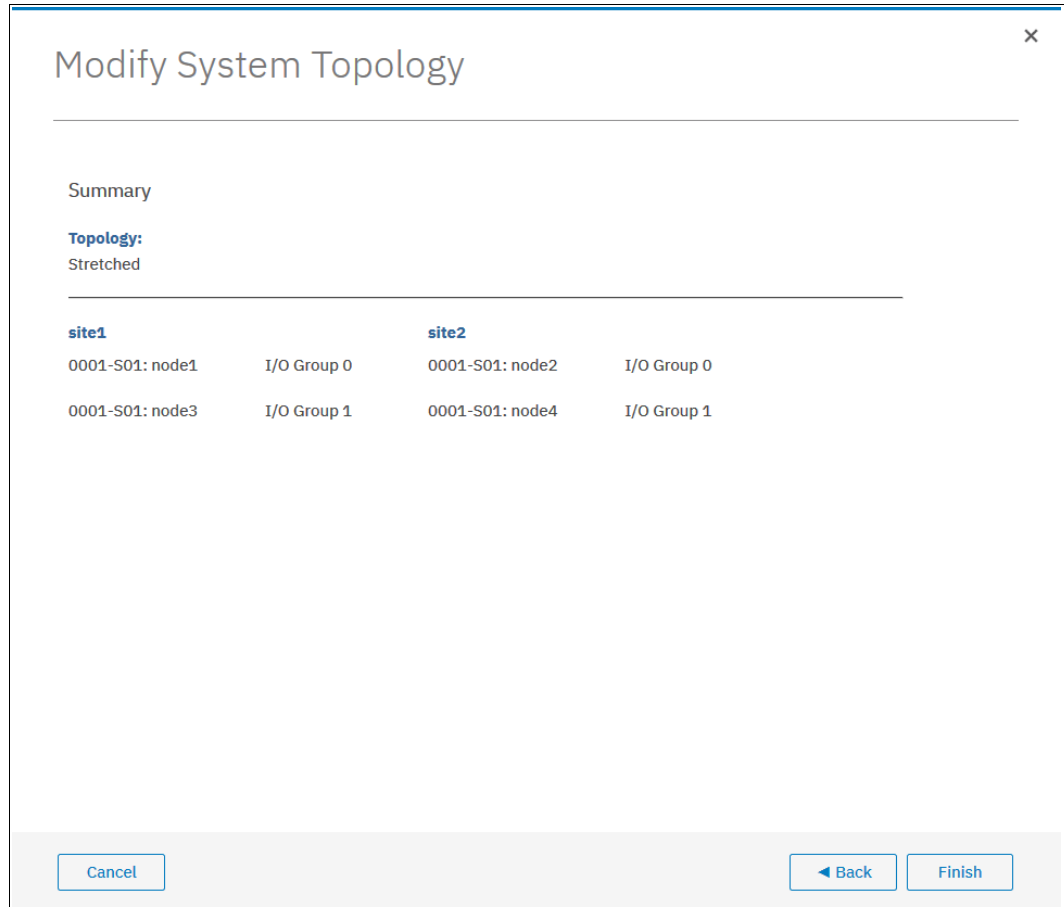 ×
Modify System Topology
Summary
Topology:
Stretched
site1 site2
0001-S01: node1 I/O Group 0 0001-S01: node2 I/O Group 0
0001-S01: node3 I/O Group 1 0001-S01: node4 I/O Group 1
Cancel ◄ Back Finish